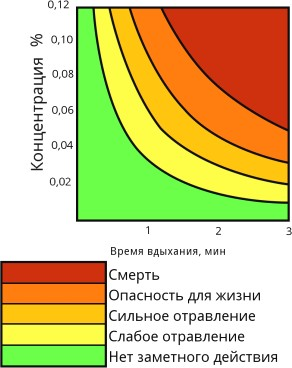 0,12
0,10
0,08
0,06
0,04
0,02
Концентрация %
1 2 3
Время вдыхания, мин
Смерть
Опасность для жизни
Сильное отравление
Слабое отравление
Нет заметного действия